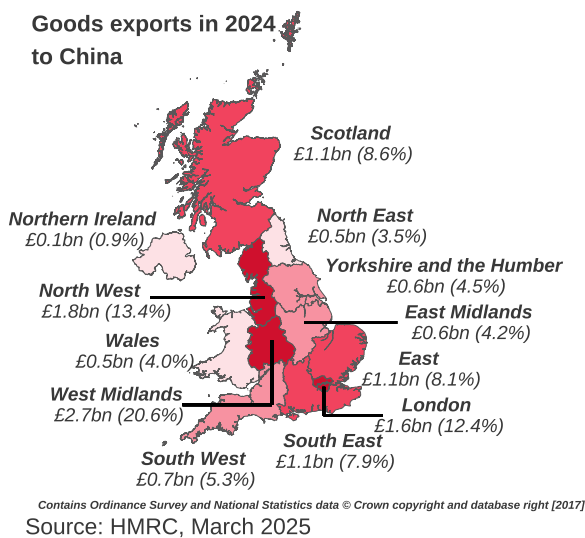 Goods exports in 2024
to China
Scotland
£1.1bn (8.6%)
Northern Ireland
£0.1bn (0.9%)
North East
£0.5bn (3.5%)
Yorkshire and the Humber
£0.6bn (4.5%)
North West
£1.8bn (13.4%)
East Midlands
£0.6bn (4.2%)
Wales
£0.5bn (4.0%)
East
£1.1bn (8.1%)
West Midlands
£2.7bn (20.6%)
London
£1.6bn (12.4%)
South East
£1.1bn (7.9%)
South West
£0.7bn (5.3%)
Contains Ordinance Survey and National Statistics data © Crown copyright and database right [2017]
Source: HMRC, March 2025